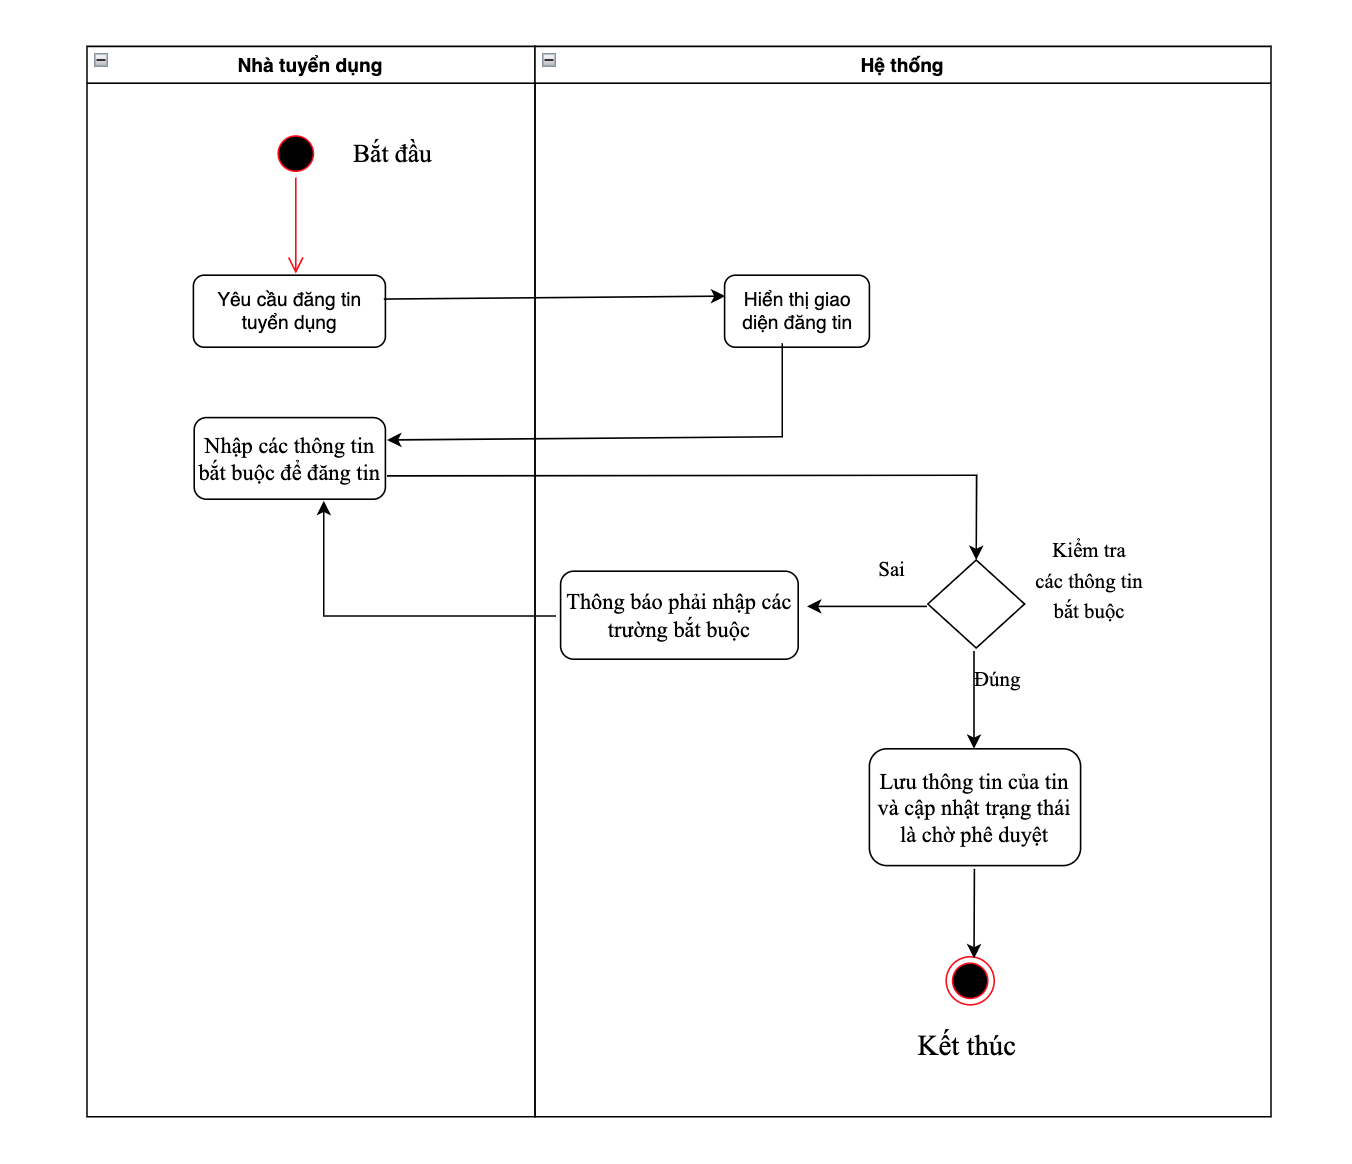 Nhà tuyển dụng
Hệ thống
Bắt đầu
Yêu cầu đăng tin
tuyển dụng
Hiển thị giao
diện đăng tin
Nhập các thông tin
bắt buộc để đăng tin
Kiểm tra
các thông tin
bắt buộc
Sai
Thông báo phải nhập các
trường bắt buộc
Đúng
Lưu thông tin của tin
và cập nhật trạng thái
là chờ phê duyệt
Kết thúc